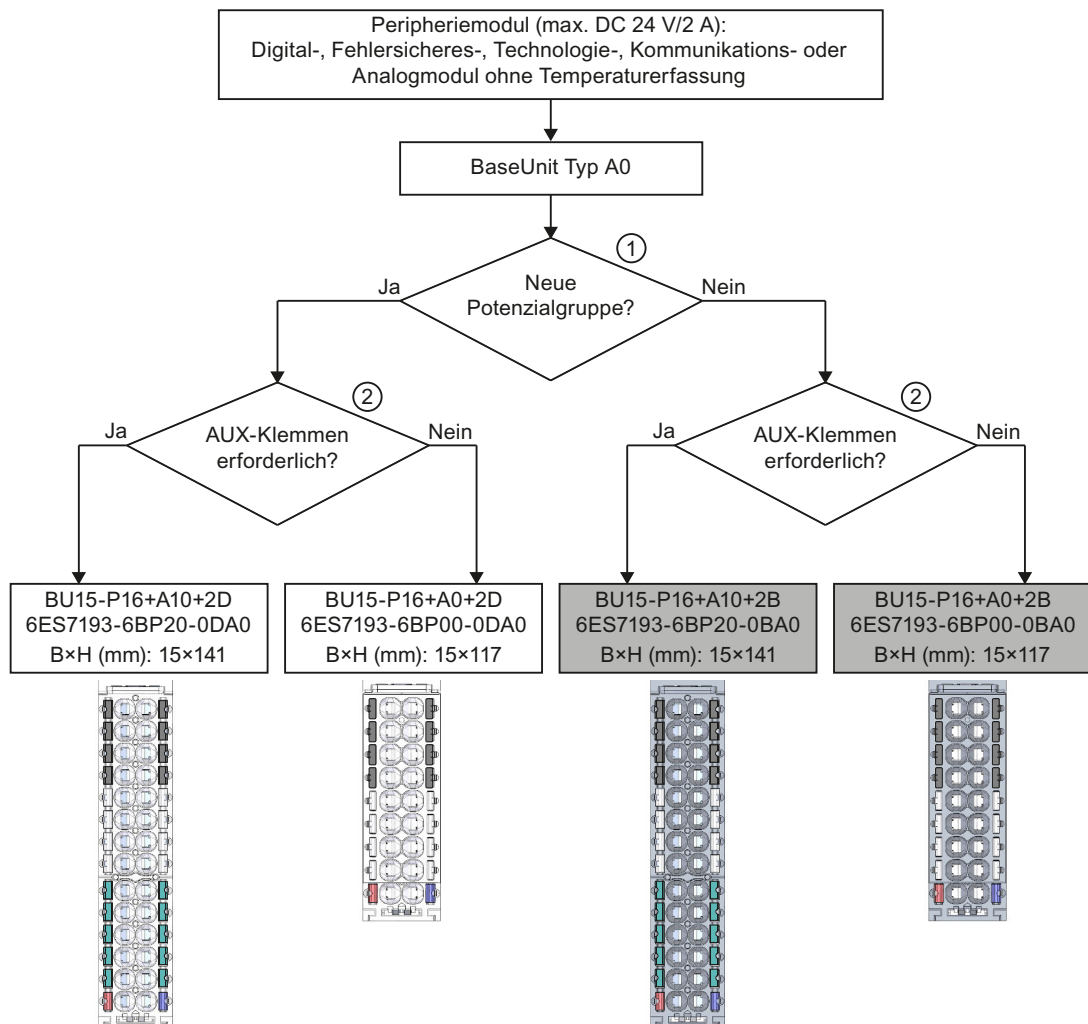 Peripheriemodul (max. DC 24 V/2 A):
Digital-, Fehlersicheres-, Technologie-, Kommunikations- oder
Analogmodul ohne Temperaturerfassung
BaseUnit Typ A0
1
Ja
Neue
Potenzialgruppe?
Nein
2
Ja
AUX-Klemmen
erforderlich?
Nein
2
Ja
AUX-Klemmen
erforderlich?
Nein
BU15-P16+A10+2D
6ES7193-6BP20-0DA0
B×H (mm): 15×141
BU15-P16+A0+2D
6ES7193-6BP00-0DA0
B×H (mm): 15×117
BU15-P16+A10+2B
6ES7193-6BP20-0BA0
B×H (mm): 15×141
BU15-P16+A0+2B
6ES7193-6BP00-0BA0
B×H (mm): 15×117